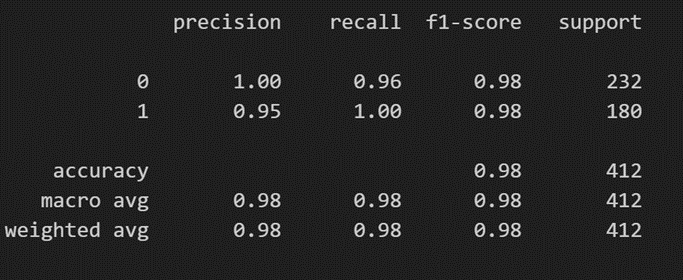 precision recall f1-score support
0 1.00 0.96 0.98 232
1 0.95 1.00 0.98 180
accuracy 0.98 412
macro avg 0.98 0.98 0.98 412
weighted avg 0.98 0.98 0.98 412